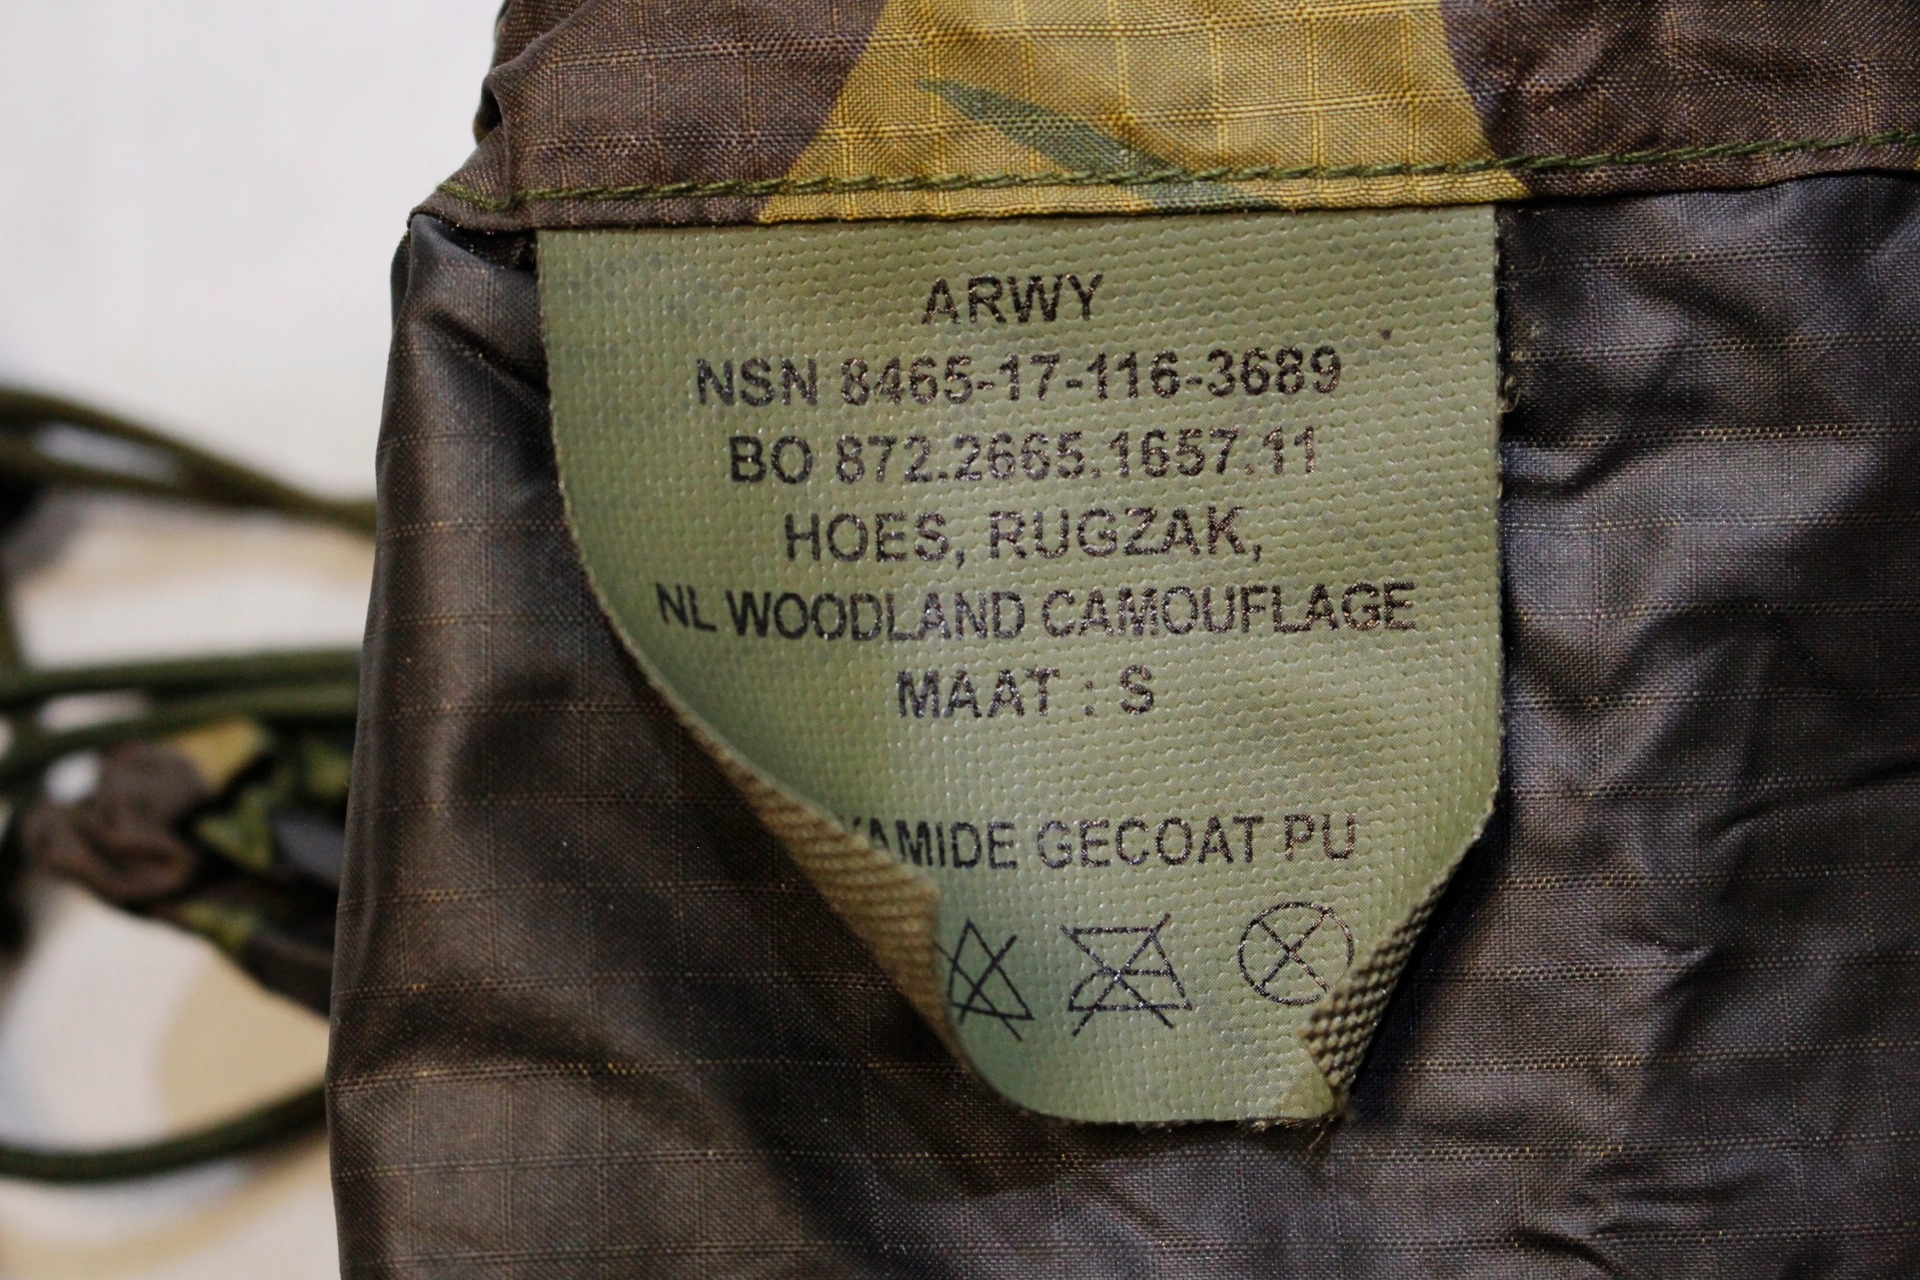 ARWY
NSN 8465-17-116-3689
BO 872.2665.1657.11
HOES, RUGZAK,
NL WOODLAND CAMOUFLAGE
MAAT : S
GECOAT PU